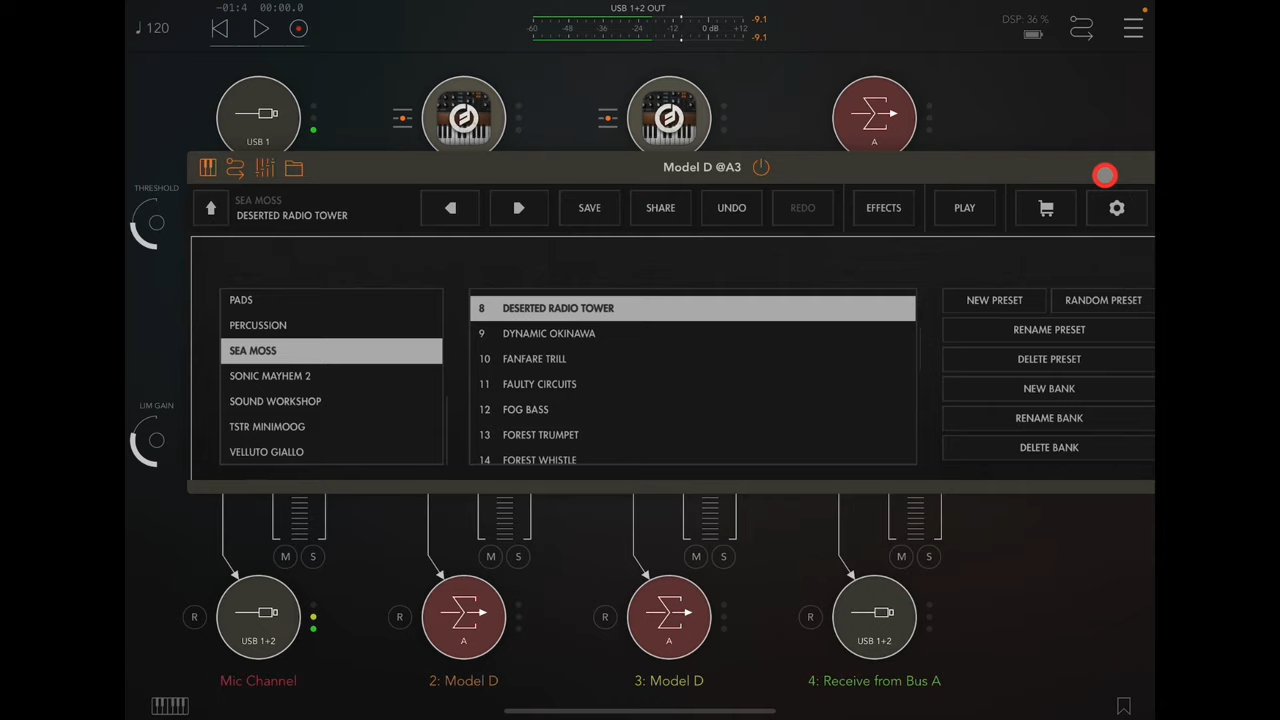 -01:4 00:00.0
USB 1+2 OUT
♩ 120
-60 -48 -36 -24 -12 0 dB +12
-9.1
-9.1
DSP: 36 %
USB 1
A
Model D @A3
THRESHOLD
SEA MOSS
DESERTED RADIO TOWER
SAVE
SHARE
UNDO
REDO
EFFECTS
PLAY
PADS
PERCUSSION
SEA MOSS
SONIC MAYHEM 2
SOUND WORKSHOP
TSTR MINIMOOG
VELLUTO GIALLO
8 DESERTED RADIO TOWER
9 DYNAMIC OKINAWA
10 FANFARE TRILL
11 FAULTY CIRCUITS
12 FOG BASS
13 FOREST TRUMPET
14 FOREST WHISTLE
NEW PRESET
RANDOM PRESET
RENAME PRESET
DELETE PRESET
NEW BANK
RENAME BANK
DELETE BANK
LIM GAIN
M S
M S
M S
M S
R
USB 1+2
R
A
R
A
R
USB 1+2
Mic Channel
2: Model D
3: Model D
4: Receive from Bus A